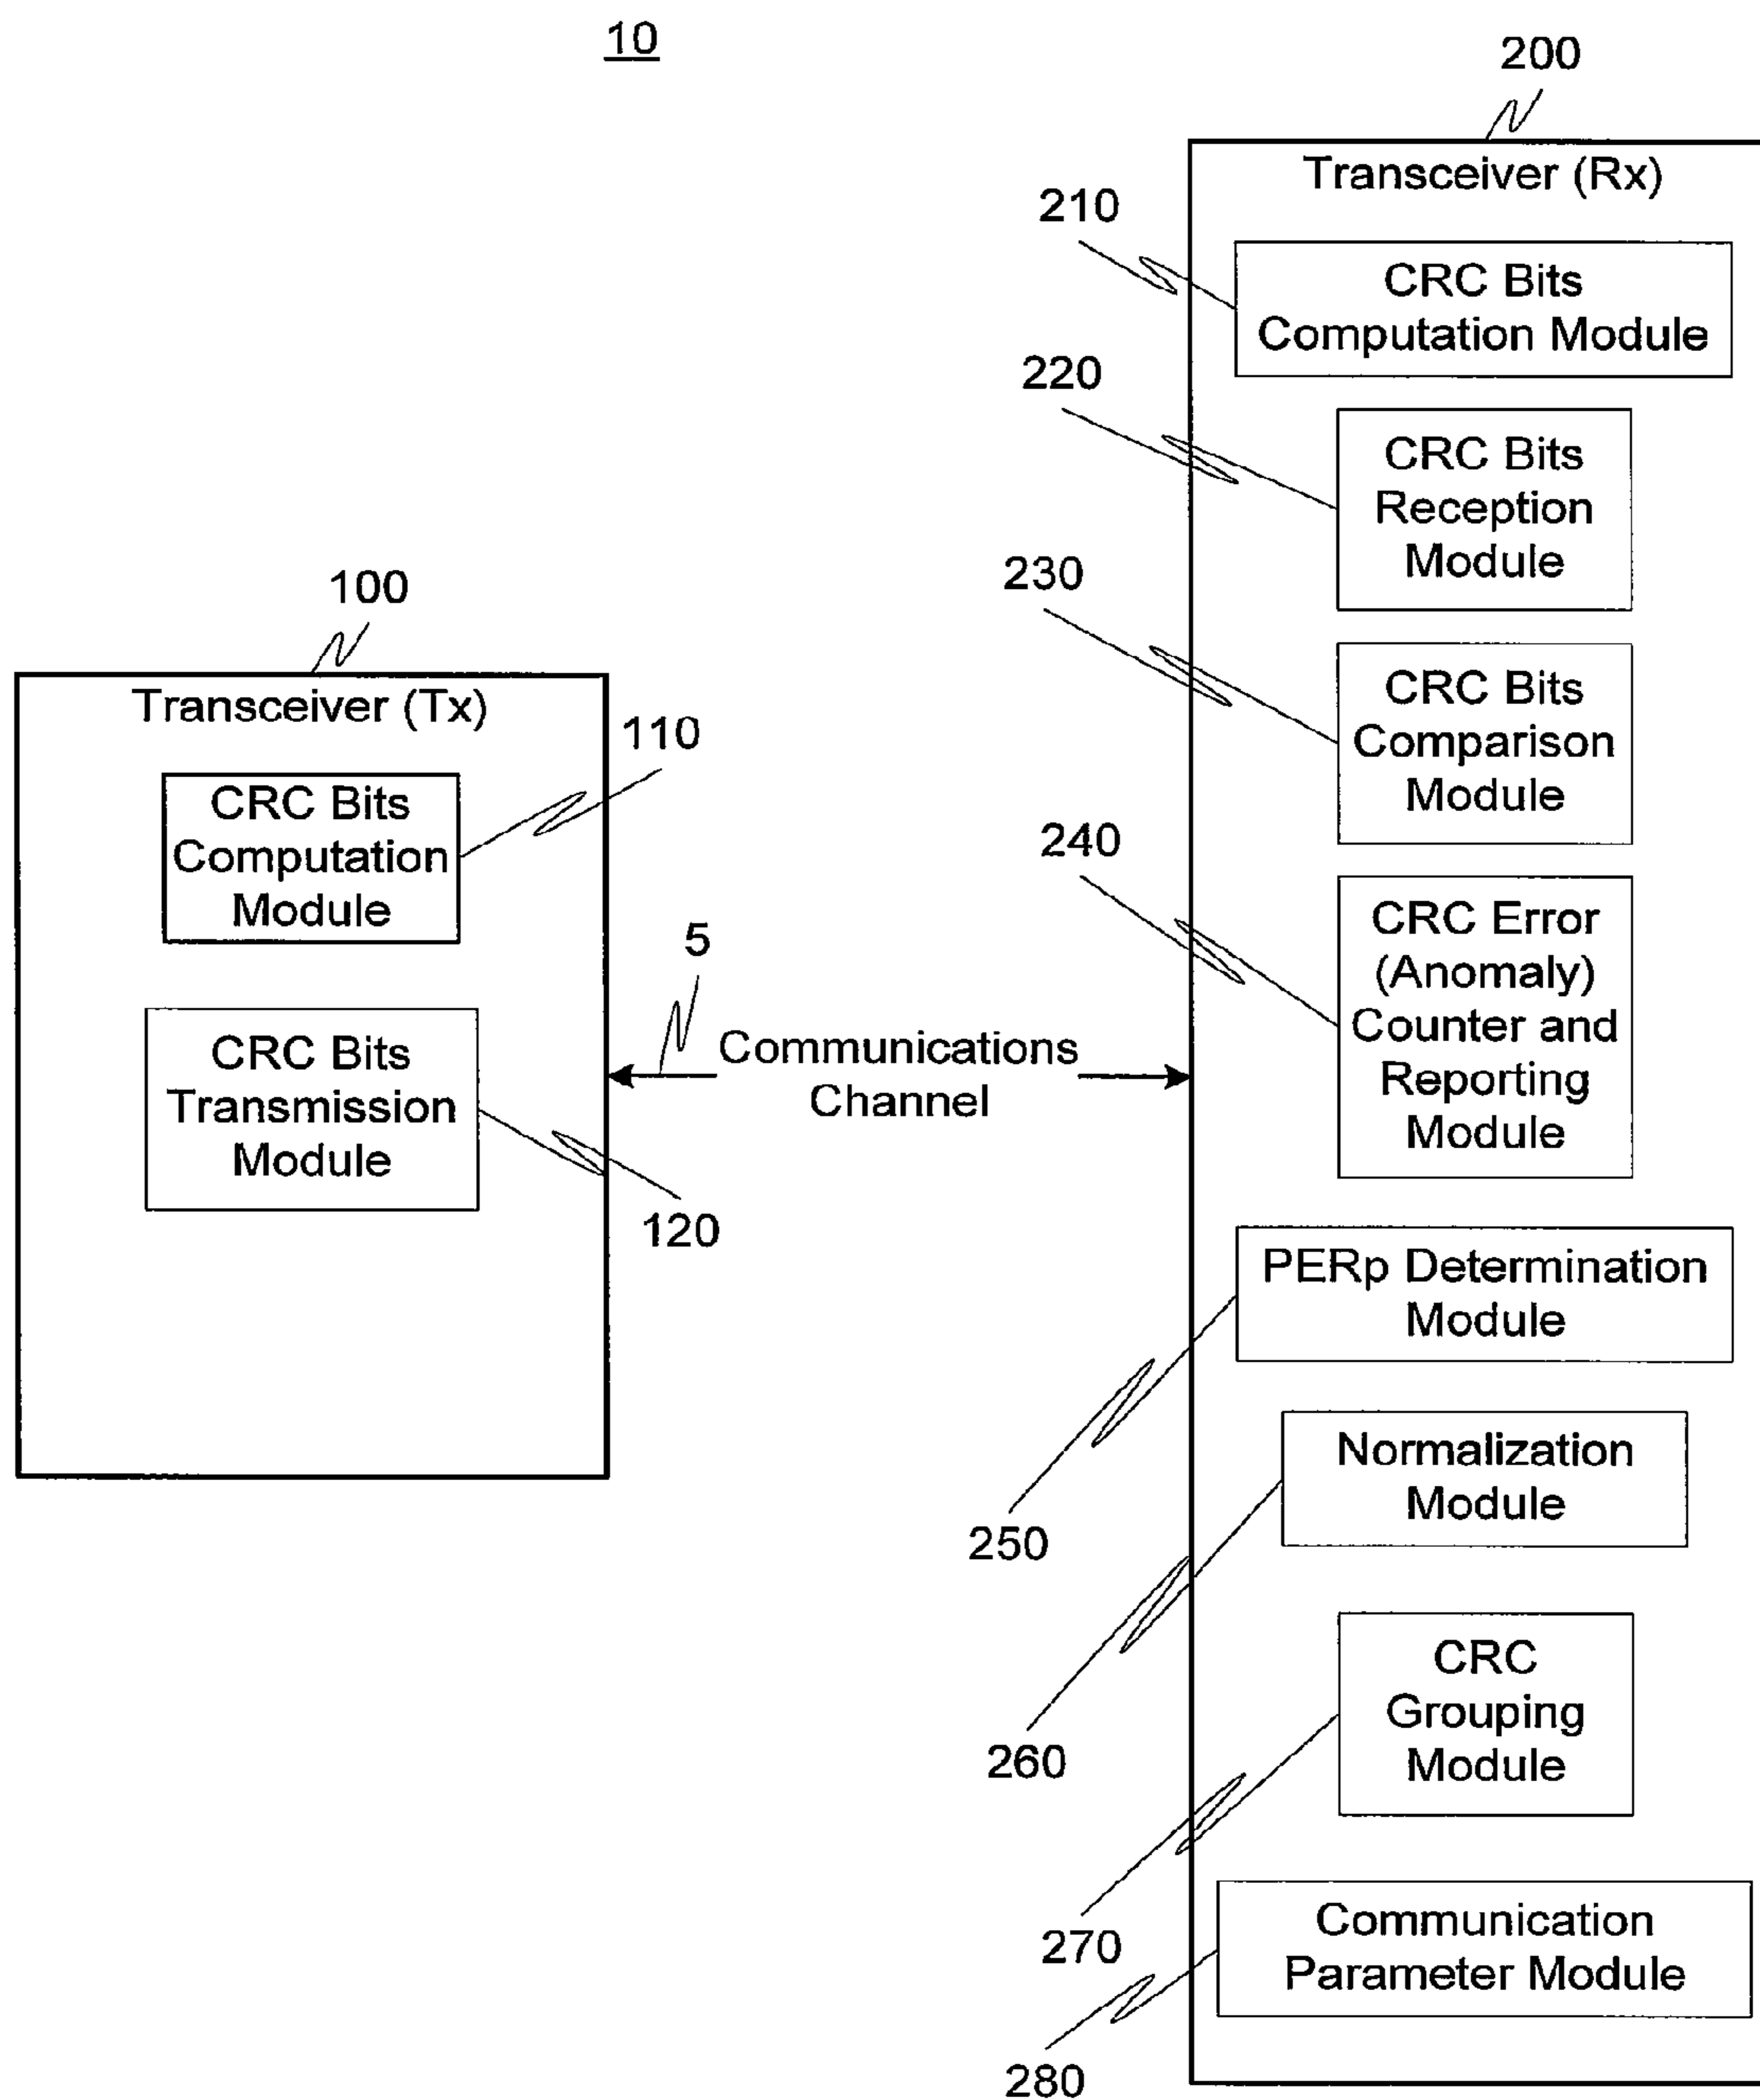 10
200
Transceiver (Rx)
210
CRC Bits
Computation Module
220
CRC Bits
Reception
Module
230
CRC Bits
Comparison
Module
240
CRC Error
(Anomaly)
Counter and
Reporting
Module
100
Transceiver (Tx)
110
CRC Bits
Computation
Module
5
CRC Bits
Transmission
Module
120
Communications
Channel
PERp Determination
Module
250
Normalization
Module
260
CRC
Grouping
Module
270
Communication
Parameter Module
280